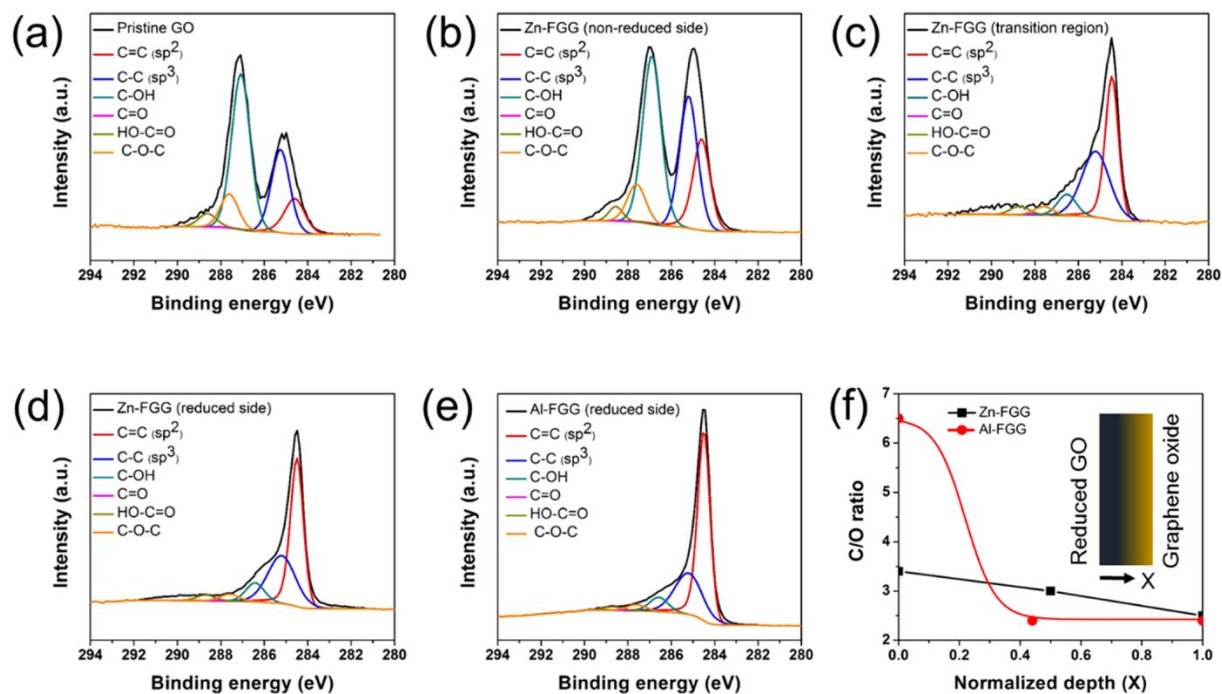 (a)
Pristine GO
C=C (sp2)
C-C (sp3)
C-OH
C=O
HO-C=O
C-O-C
Intensity (a.u.)
294 292 290 288 286 284 282 280
Binding energy (eV)
(b)
Zn-FGG (non-reduced side)
C=C (sp2)
C-C (sp3)
C-OH
C=O
HO-C=O
C-O-C
Intensity (a.u.)
294 292 290 288 286 284 282 280
Binding energy (eV)
(c)
Zn-FGG (transition region)
C=C (sp2)
C-C (sp3)
C-OH
C=O
HO-C=O
C-O-C
Intensity (a.u.)
294 292 290 288 286 284 282 280
Binding energy (eV)
(d)
Zn-FGG (reduced side)
C=C (sp2)
C-C (sp3)
C-OH
C=O
HO-C=O
C-O-C
Intensity (a.u.)
294 292 290 288 286 284 282 280
Binding energy (eV)
(e)
Al-FGG (reduced side)
C=C (sp2)
C-C (sp3)
C-OH
C=O
HO-C=O
C-O-C
Intensity (a.u.)
294 292 290 288 286 284 282 280
Binding energy (eV)
(f)
Zn-FGG
Al-FGG
Reduced GO
Graphene oxide
X
C/O ratio
7
6
5
4
3
2
0.0 0.2 0.4 0.6 0.8 1.0
Normalized depth (X)